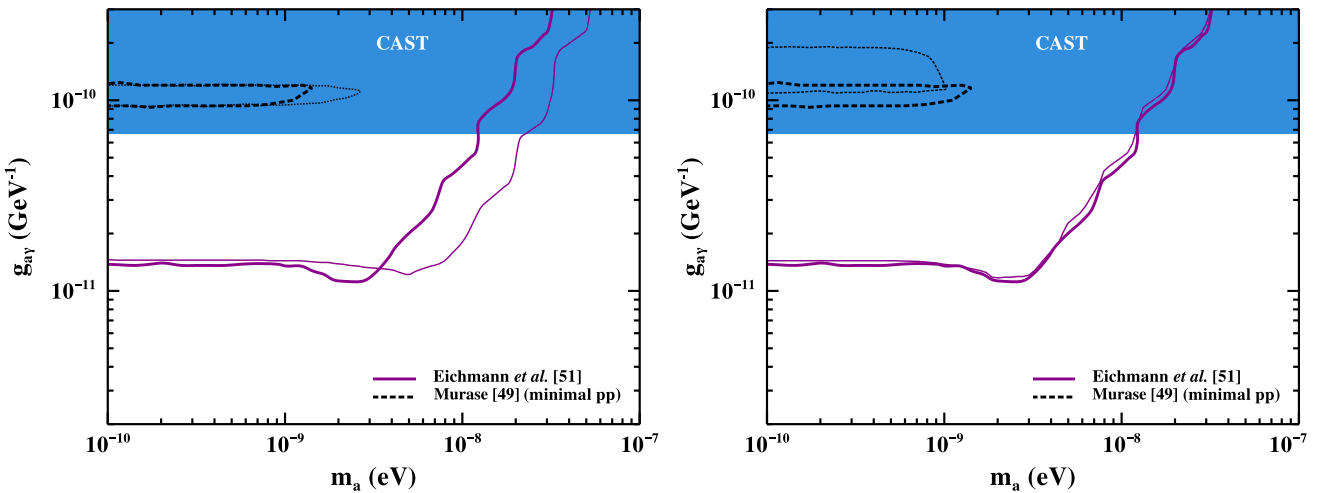 CAST
g_aγ (GeV^-1)
10^-10
10^-11
Eichmann et al. [51]
Murase [49] (minimal pp)
10^-10 10^-9 10^-8 10^-7
m_a (eV)
CAST
g_aγ (GeV^-1)
10^-10
10^-11
Eichmann et al. [51]
Murase [49] (minimal pp)
10^-10 10^-9 10^-8 10^-7
m_a (eV)